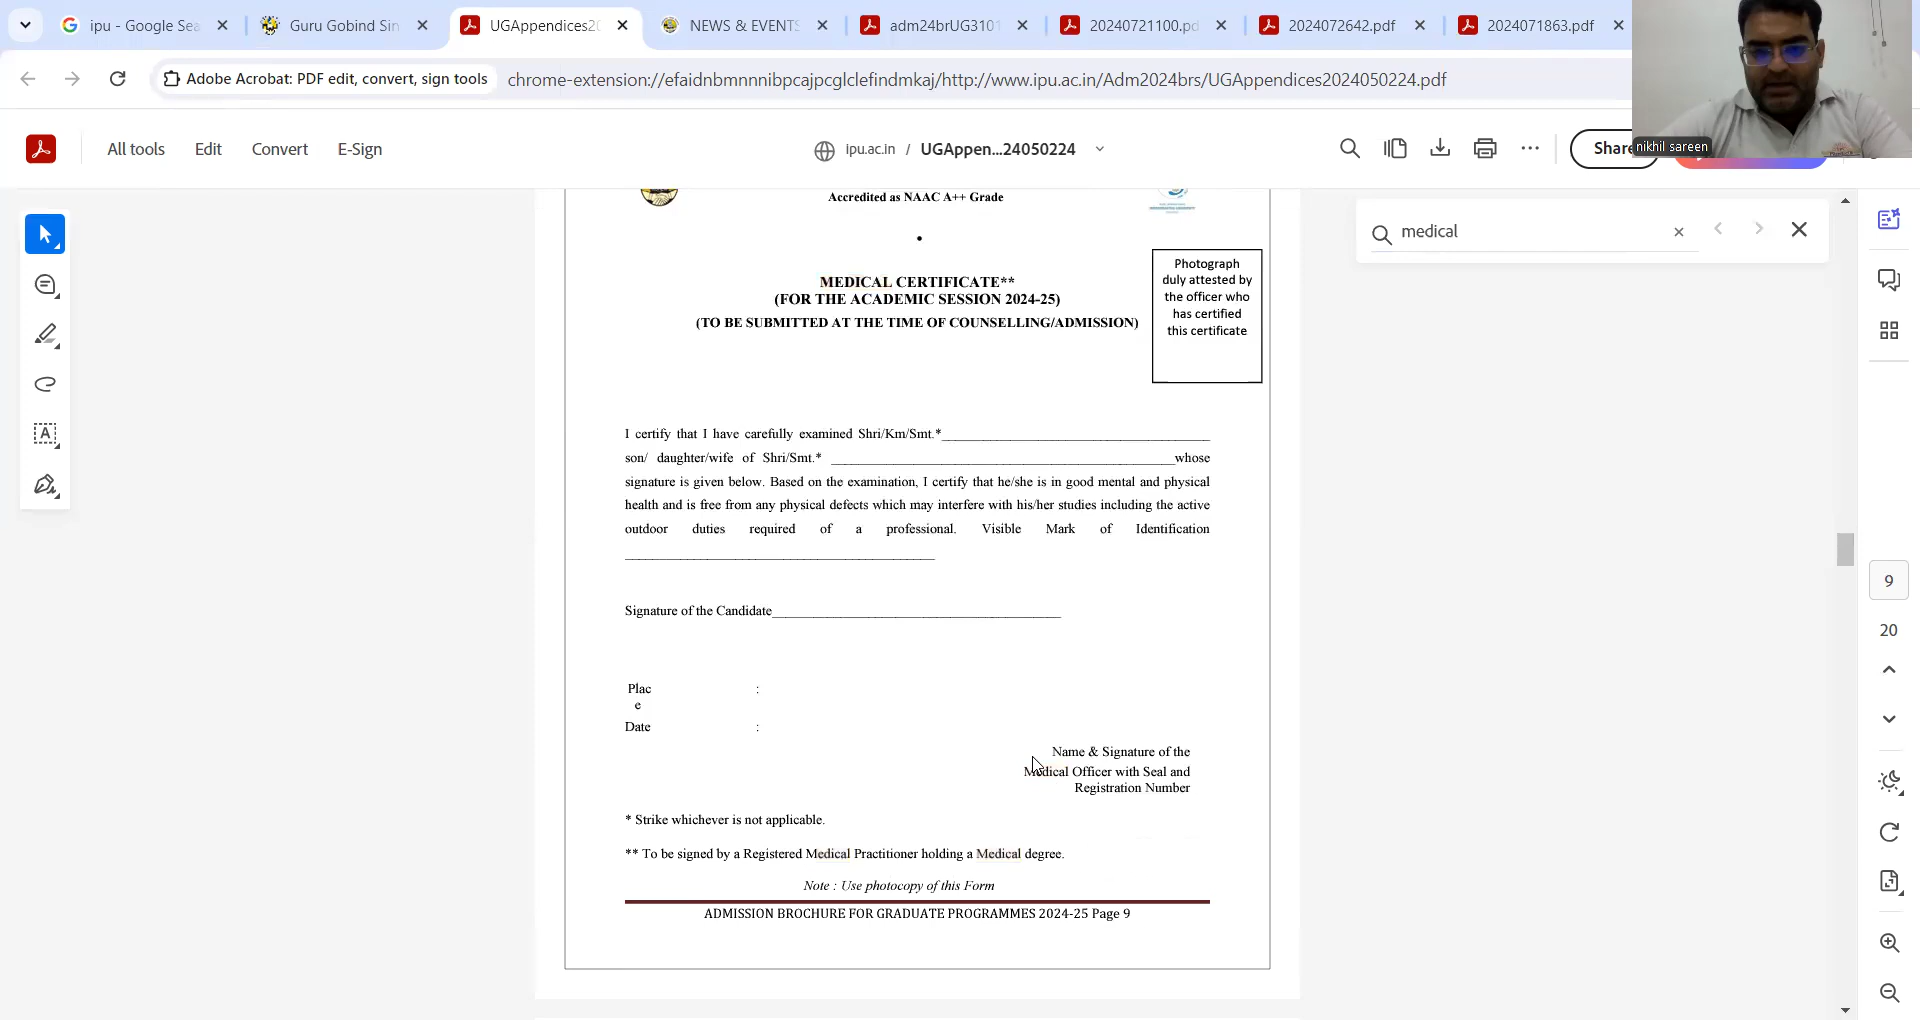 ipu - Google Sea
Guru Gobind Sin
UGAppendices20
NEWS & EVENTS
adm24brUG3101
20240721100.pd
2024072642.pdf
2024071863.pdf
Adobe Acrobat: PDF edit, convert, sign tools
chrome-extension://efaidnbmnnnibpcajpcglclefindmkaj/http://www.ipu.ac.in/Adm2024brs/UGAppendices2024050224.pdf
All tools
Edit
Convert
E-Sign
ipu.ac.in / UGAppen...24050224
Share
nikhil sareen
medical
Accredited as NAAC A++ Grade
MEDICAL CERTIFICATE**
(FOR THE ACADEMIC SESSION 2024-25)
(TO BE SUBMITTED AT THE TIME OF COUNSELLING/ADMISSION)
Photograph
duly attested by
the officer who
has certified
this certificate
I certify that I have carefully examined Shri/Km/Smt.*
son/ daughter/wife of Shri/Smt.* whose
signature is given below. Based on the examination, I certify that he/she is in good mental and physical
health and is free from any physical defects which may interfere with his/her studies including the active
outdoor duties required of a professional. Visible Mark of Identification
Signature of the Candidate
Plac :
e
Date :
Name & Signature of the
Medical Officer with Seal and
Registration Number
* Strike whichever is not applicable.
** To be signed by a Registered Medical Practitioner holding a Medical degree.
Note : Use photocopy of this Form
ADMISSION BROCHURE FOR GRADUATE PROGRAMMES 2024-25 Page 9
9
20